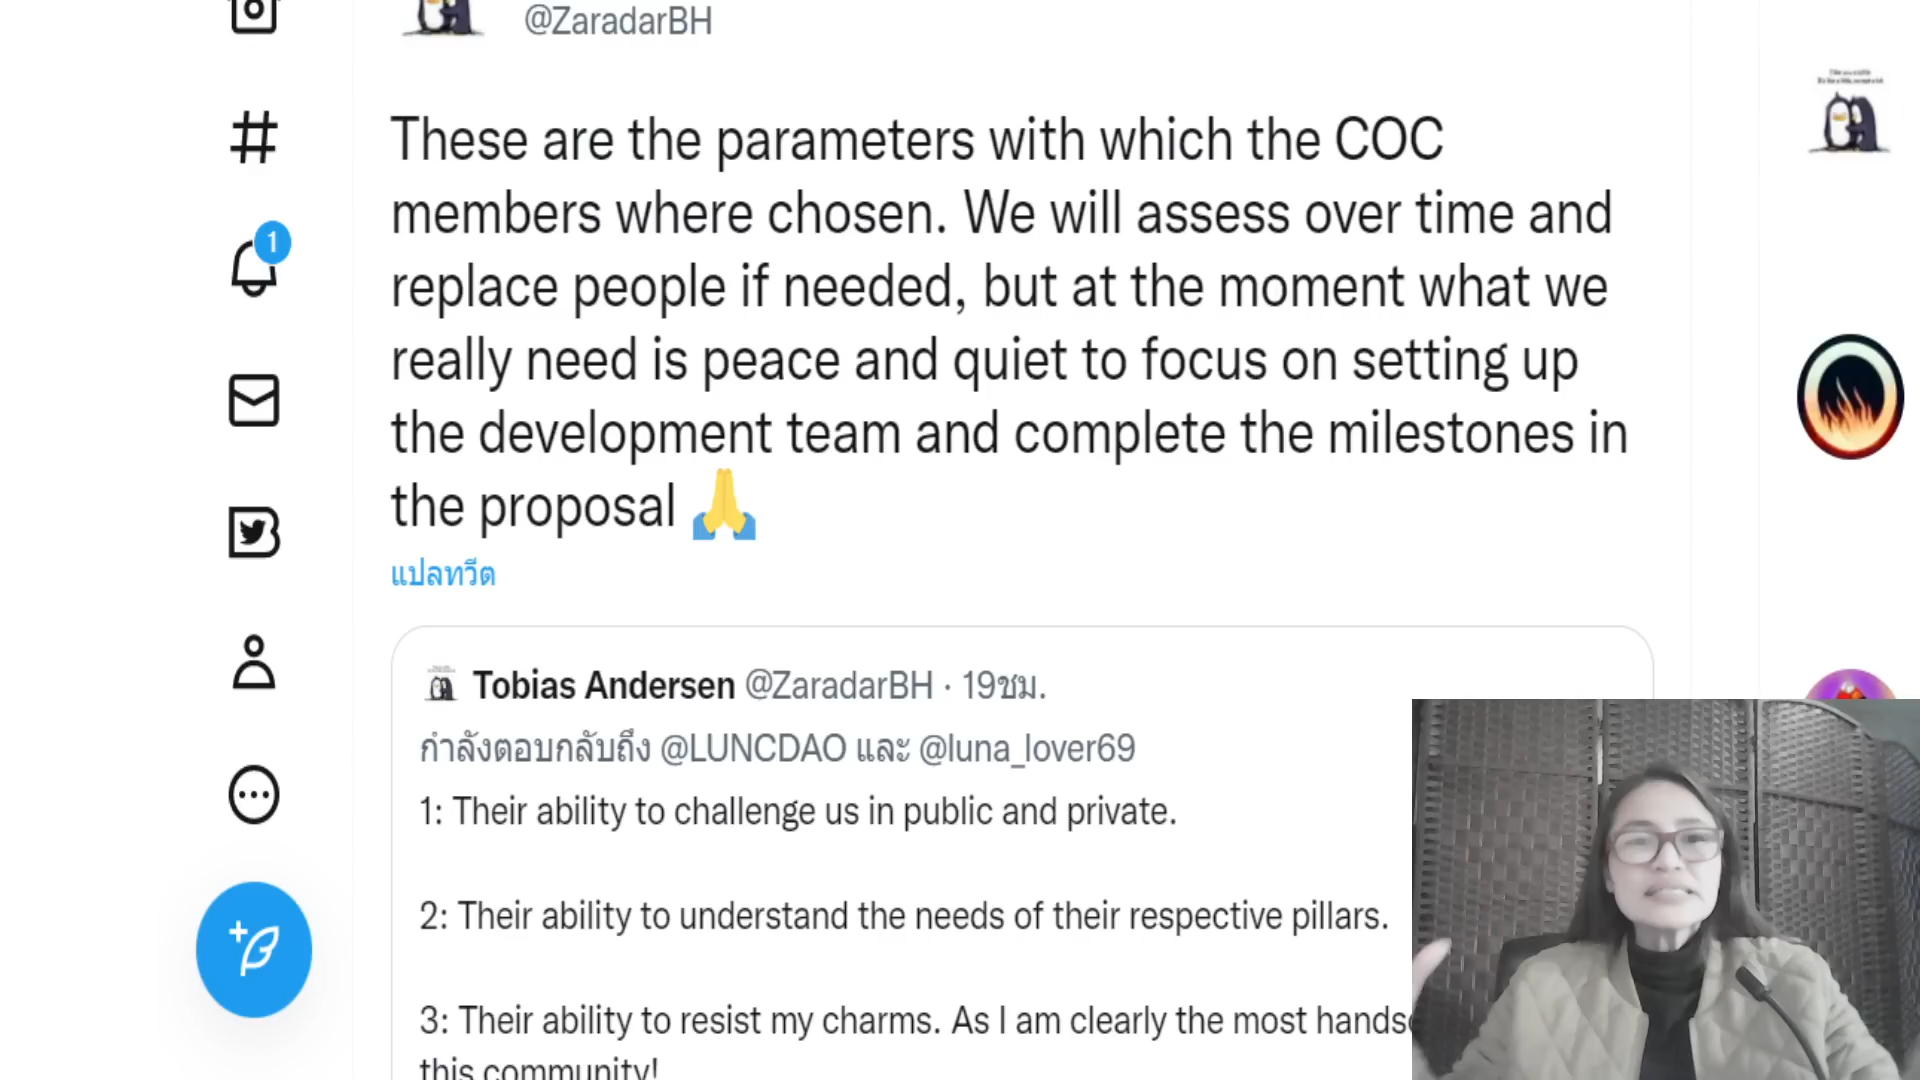 @ZaradarBH
These are the parameters with which the COC
members where chosen. We will assess over time and
replace people if needed, but at the moment what we
really need is peace and quiet to focus on setting up
the development team and complete the milestones in
the proposal 🙏
แปลทวีต
1
Tobias Andersen @ZaradarBH · 19ชม.
กำลังตอบกลับถึง @LUNCDAO และ @luna_lover69
1: Their ability to challenge us in public and private.
2: Their ability to understand the needs of their respective pillars.
3: Their ability to resist my charms. As I am clearly the most
this community!